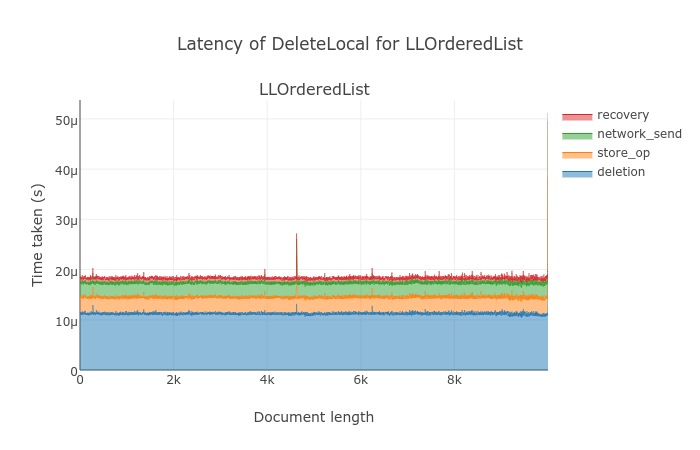 Latency of DeleteLocal for LLOrderedList
LLOrderedList
Time taken (s)
50μ
40μ
30μ
20μ
10μ
0
0
2k
4k
6k
8k
Document length
recovery
network_send
store_op
deletion